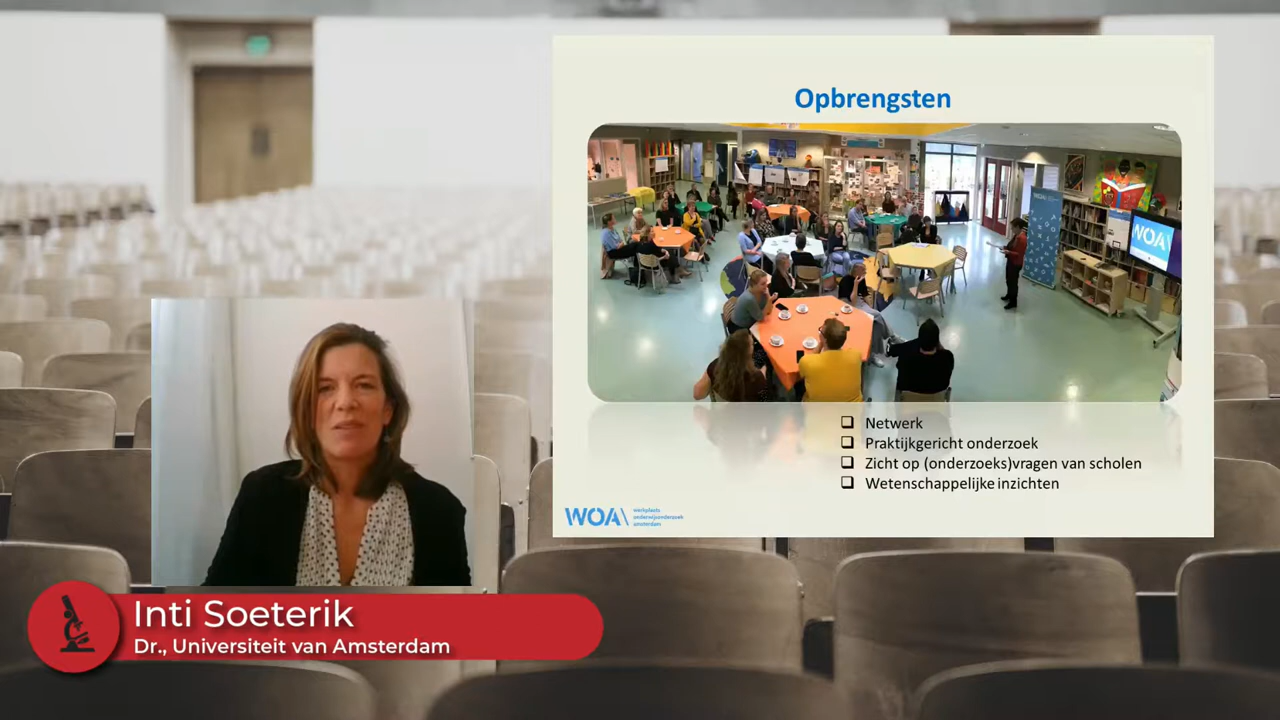 Opbrengsten
WOA
WOA
❑ Netwerk
❑ Praktijkgericht onderzoek
❑ Zicht op (onderzoeks)vragen van scholen
❑ Wetenschappelijke inzichten
WOA\ werkplaats
onderwijsonderzoek
amsterdam
Inti Soeterik
Dr., Universiteit van Amsterdam